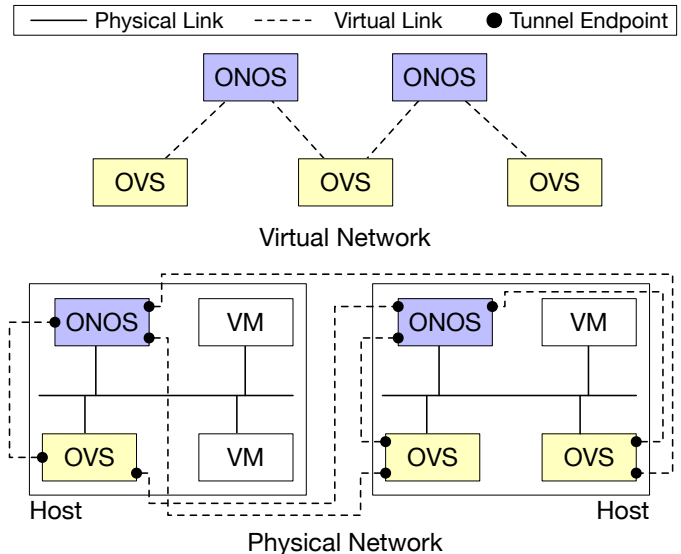 Physical Link Virtual Link Tunnel Endpoint
ONOS ONOS
OVS OVS OVS
Virtual Network
ONOS VM ONOS VM
OVS VM OVS OVS
Host Host
Physical Network